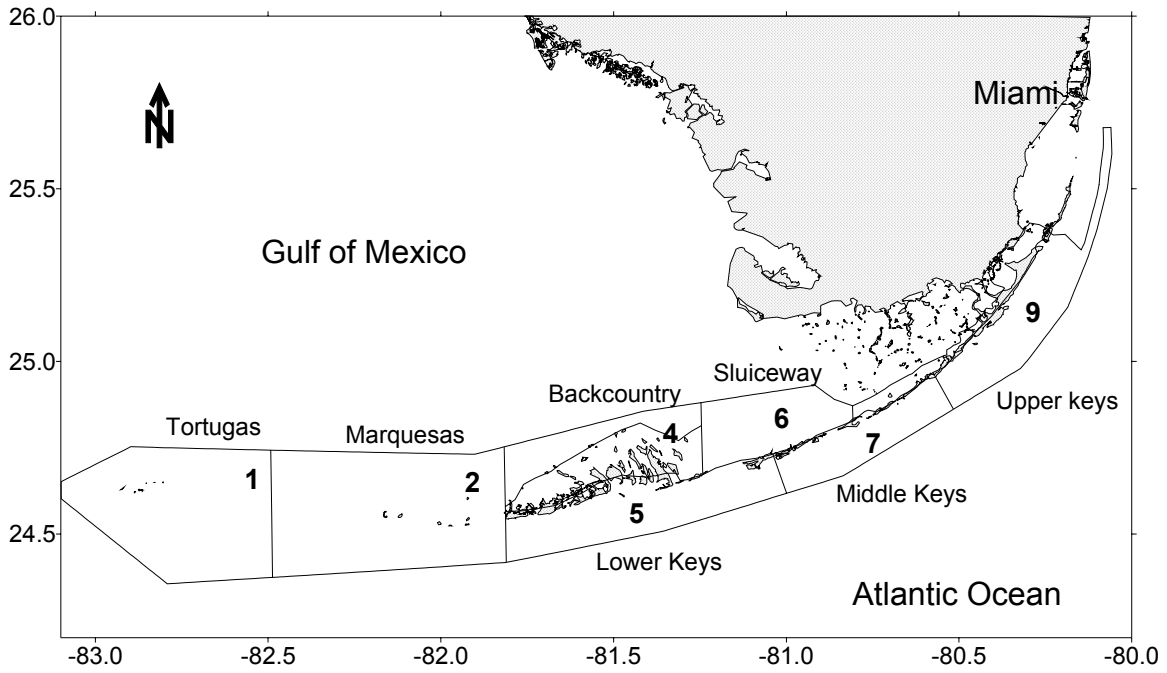 26.0
Miami
N
25.5
Gulf of Mexico
9
25.0
Sluiceway
Backcountry
Upper keys
6
Tortugas
Marquesas
4
7
1
2
Middle Keys
5
24.5
Lower Keys
Atlantic Ocean
-83.0 -82.5 -82.0 -81.5 -81.0 -80.5 -80.0